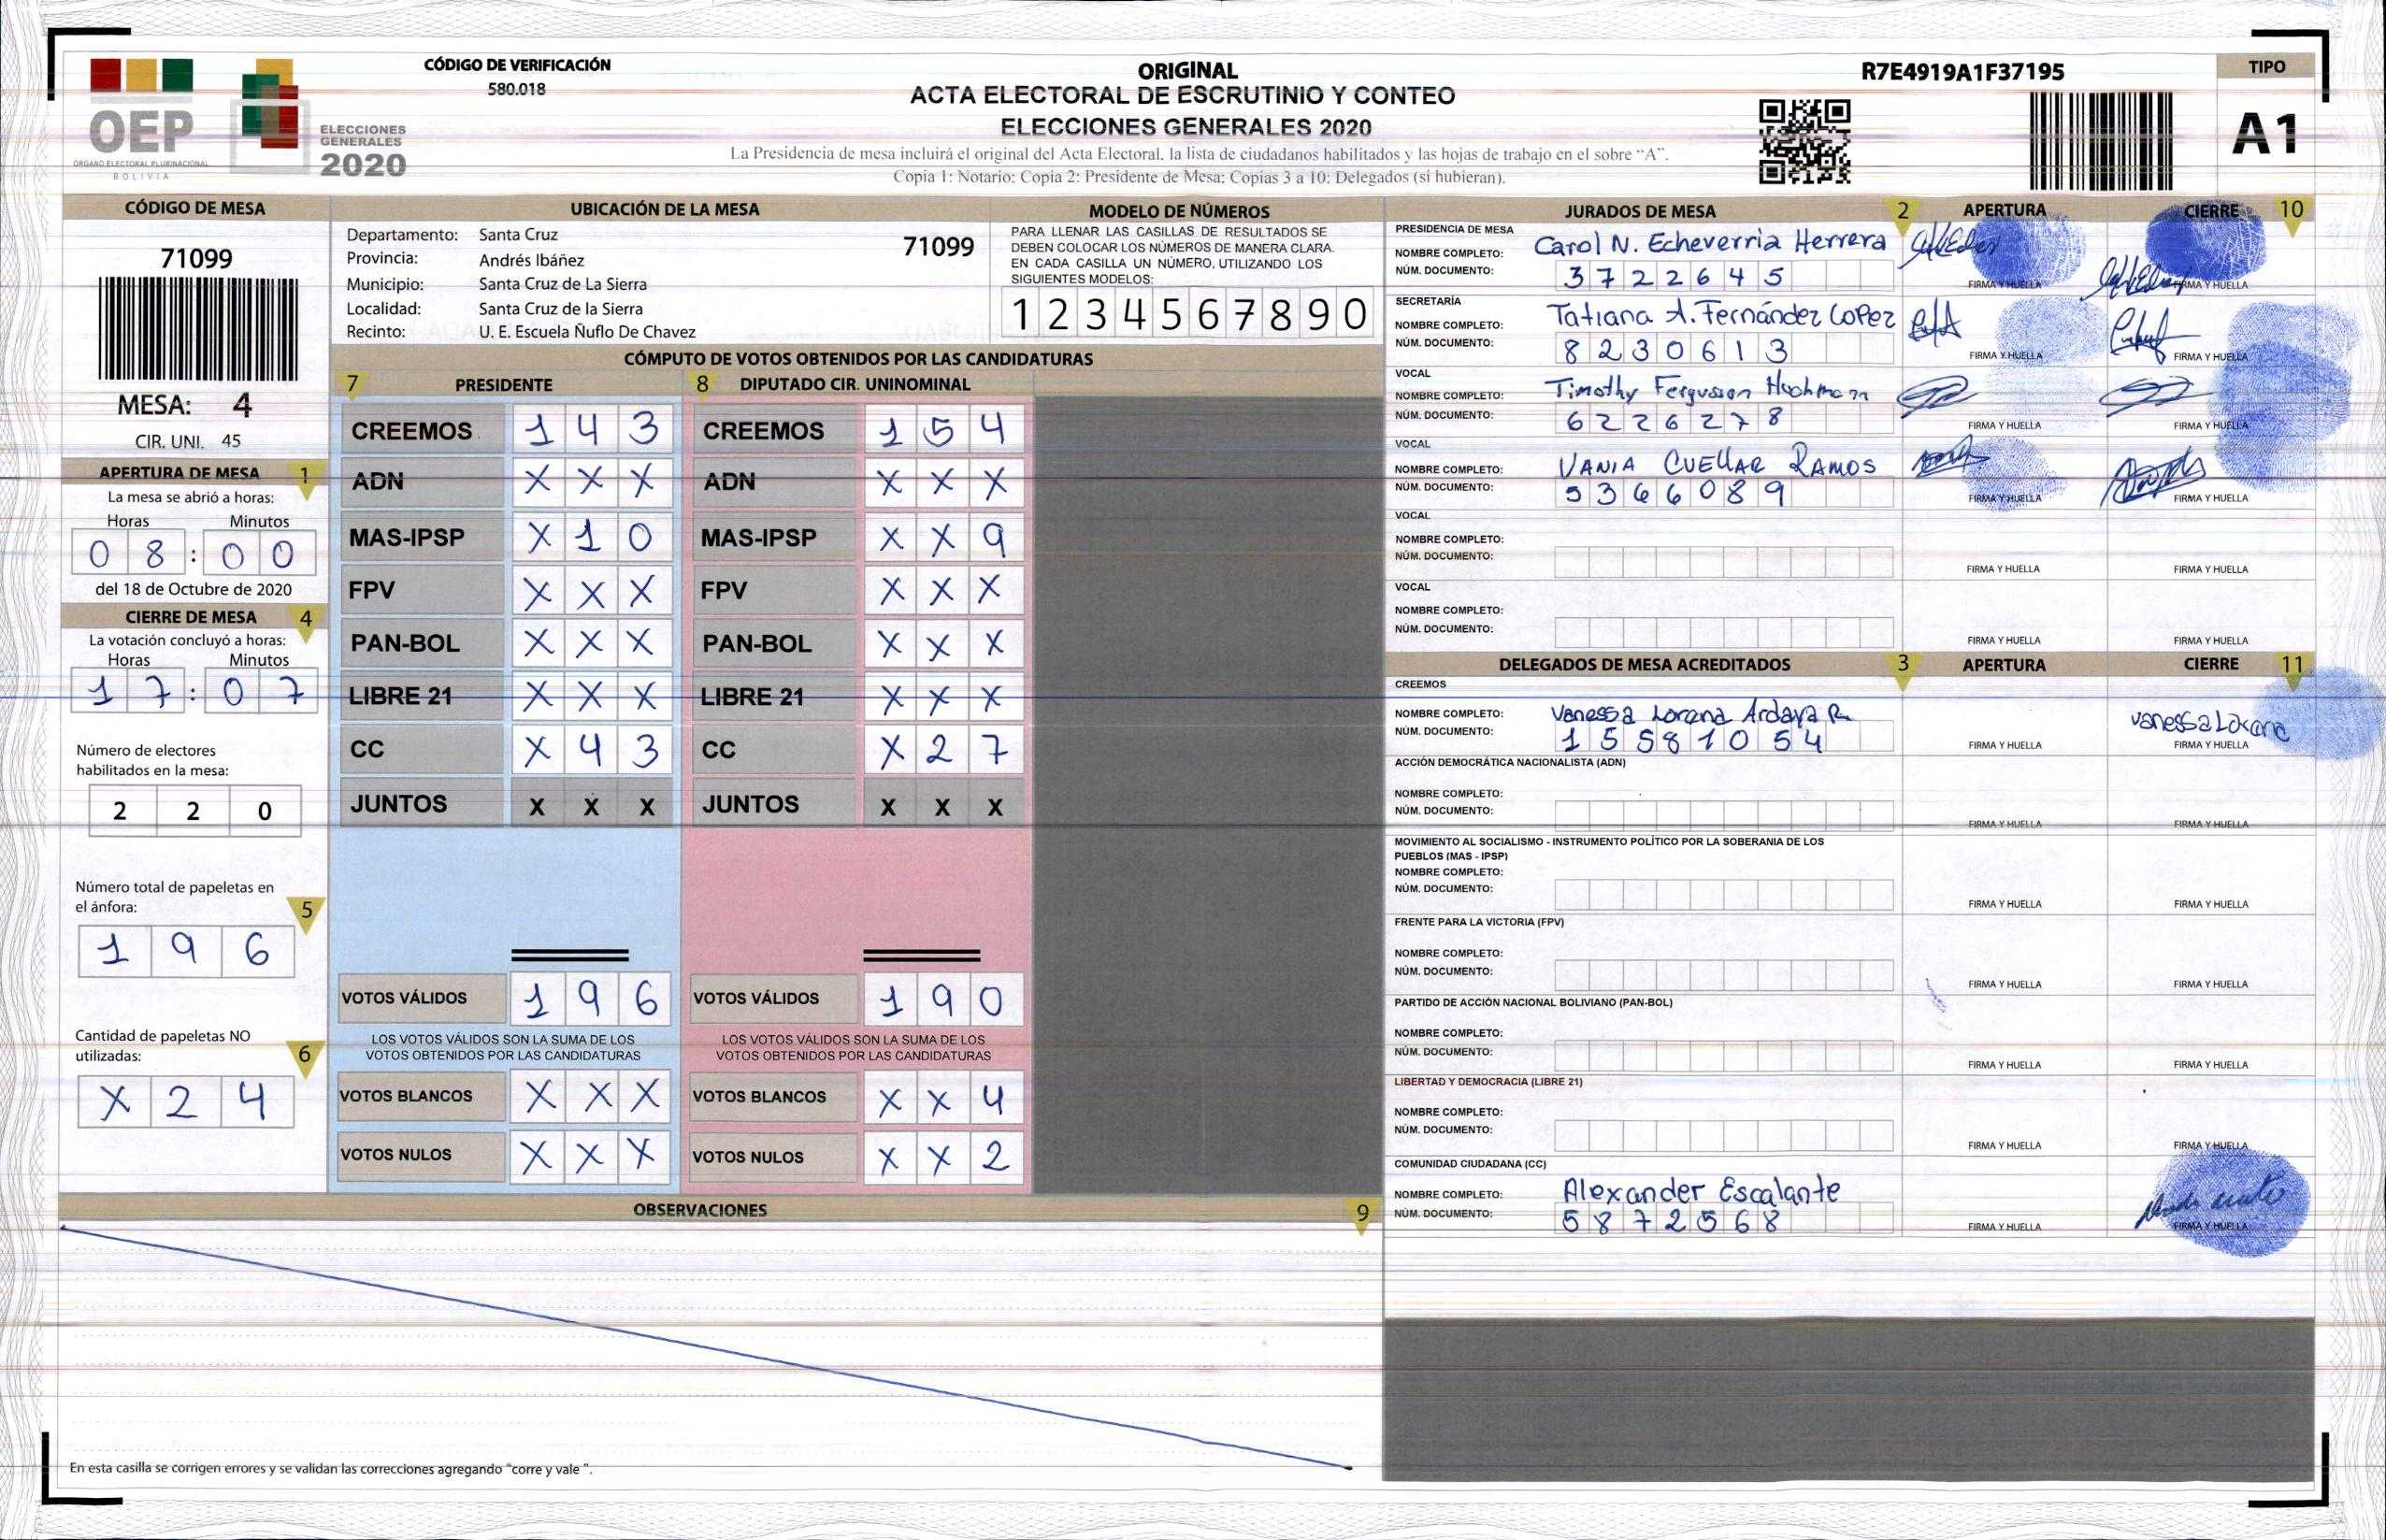 OEP
ORGANO ELECTORAL PLURINACIONAL
BOLIVIA
ELECCIONES
GENERALES
2020
CÓDIGO DE VERIFICACIÓN
580.018
ORIGINAL
ACTA ELECTORAL DE ESCRUTINIO Y CONTEO
ELECCIONES GENERALES 2020
La Presidencia de mesa incluirá el original del Acta Electoral, la lista de ciudadanos habilitados y las hojas de trabajo en el sobre “A”.
Copia 1: Notario; Copia 2: Presidente de Mesa; Copias 3 a 10: Delegados (si hubieran).
R7E4919A1F37195
TIPO
A1
CÓDIGO DE MESA
71099
MESA: 4
CIR. UNI. 45
APERTURA DE MESA 1
La mesa se abrió a horas:
Horas Minutos
0 8 : 0 0
del 18 de Octubre de 2020
CIERRE DE MESA 4
La votación concluyó a horas:
Horas Minutos
1 7 : 0 7
Número de electores
habilitados en la mesa:
2 2 0
Número total de papeletas en
el ánfora: 5
1 9 6
Cantidad de papeletas NO
utilizadas: 6
X 2 4
UBICACIÓN DE LA MESA
Departamento: Santa Cruz
71099
Provincia: Andrés Ibáñez
Municipio: Santa Cruz de La Sierra
Localidad: Santa Cruz de la Sierra
Recinto: U. E. Escuela Ñuflo De Chavez
MODELO DE NÚMEROS
PARA LLENAR LAS CASILLAS DE RESULTADOS SE
DEBEN COLOCAR LOS NÚMEROS DE MANERA CLARA.
EN CADA CASILLA UN NÚMERO, UTILIZANDO LOS
SIGUIENTES MODELOS:
1 2 3 4 5 6 7 8 9 0
CÓMPUTO DE VOTOS OBTENIDOS POR LAS CANDIDATURAS
7 PRESIDENTE 8 DIPUTADO CIR. UNINOMINAL
CREEMOS 1 4 3 CREEMOS 1 5 4
ADN X X X ADN X X X
MAS-IPSP X 1 0 MAS-IPSP X X 9
FPV X X X FPV X X X
PAN-BOL X X X PAN-BOL X X X
LIBRE 21 X X X LIBRE 21 X X X
CC X 4 3 CC X 2 7
JUNTOS X X X JUNTOS X X X
VOTOS VÁLIDOS 1 9 6 VOTOS VÁLIDOS 1 9 0
LOS VOTOS VÁLIDOS SON LA SUMA DE LOS LOS VOTOS VÁLIDOS SON LA SUMA DE LOS
VOTOS OBTENIDOS POR LAS CANDIDATURAS VOTOS OBTENIDOS POR LAS CANDIDATURAS
VOTOS BLANCOS X X X VOTOS BLANCOS X X 4
VOTOS NULOS X X X VOTOS NULOS X X 2
OBSERVACIONES 9
En esta casilla se corrigen errores y se validan las correcciones agregando “corre y vale ”.
JURADOS DE MESA 2 APERTURA CIERRE 10
PRESIDENCIA DE MESA
NOMBRE COMPLETO: Carol N. Echeverria Herrera
NÚM. DOCUMENTO: 3 7 2 2 6 4 5
FIRMA Y HUELLA FIRMA Y HUELLA
SECRETARÍA
NOMBRE COMPLETO: Tatiana A. Fernández Lopez
NÚM. DOCUMENTO: 8 2 3 0 6 1 3
FIRMA Y HUELLA FIRMA Y HUELLA
VOCAL
NOMBRE COMPLETO: Timothy Ferguson
NÚM. DOCUMENTO: 6 2 2 6 2 7 8
FIRMA Y HUELLA FIRMA Y HUELLA
VOCAL
NOMBRE COMPLETO: VANIA CUELLAR RAMOS
NÚM. DOCUMENTO: 5 3 6 6 0 8 9
FIRMA Y HUELLA FIRMA Y HUELLA
VOCAL
NOMBRE COMPLETO:
NÚM. DOCUMENTO:
FIRMA Y HUELLA FIRMA Y HUELLA
VOCAL
NOMBRE COMPLETO:
NÚM. DOCUMENTO:
FIRMA Y HUELLA FIRMA Y HUELLA
DELEGADOS DE MESA ACREDITADOS 3 APERTURA CIERRE 11
CREEMOS
NOMBRE COMPLETO: Vanessa Lorena Ardaya R. vanessa Lorena
NÚM. DOCUMENTO: 1 5 5 8 1 0 5 4
FIRMA Y HUELLA FIRMA Y HUELLA
ACCIÓN DEMOCRÁTICA NACIONALISTA (ADN)
NOMBRE COMPLETO:
NÚM. DOCUMENTO:
FIRMA Y HUELLA FIRMA Y HUELLA
MOVIMIENTO AL SOCIALISMO - INSTRUMENTO POLÍTICO POR LA SOBERANIA DE LOS
PUEBLOS (MAS - IPSP)
NOMBRE COMPLETO:
NÚM. DOCUMENTO:
FIRMA Y HUELLA FIRMA Y HUELLA
FRENTE PARA LA VICTORIA (FPV)
NOMBRE COMPLETO:
NÚM. DOCUMENTO:
FIRMA Y HUELLA FIRMA Y HUELLA
PARTIDO DE ACCIÓN NACIONAL BOLIVIANO (PAN-BOL)
NOMBRE COMPLETO:
NÚM. DOCUMENTO:
FIRMA Y HUELLA FIRMA Y HUELLA
LIBERTAD Y DEMOCRACIA (LIBRE 21)
NOMBRE COMPLETO:
NÚM. DOCUMENTO:
FIRMA Y HUELLA FIRMA Y HUELLA
COMUNIDAD CIUDADANA (CC)
NOMBRE COMPLETO: Alexander Escalante
NÚM. DOCUMENTO: 5 8 7 2 5 6 8
FIRMA Y HUELLA FIRMA Y HUELLA